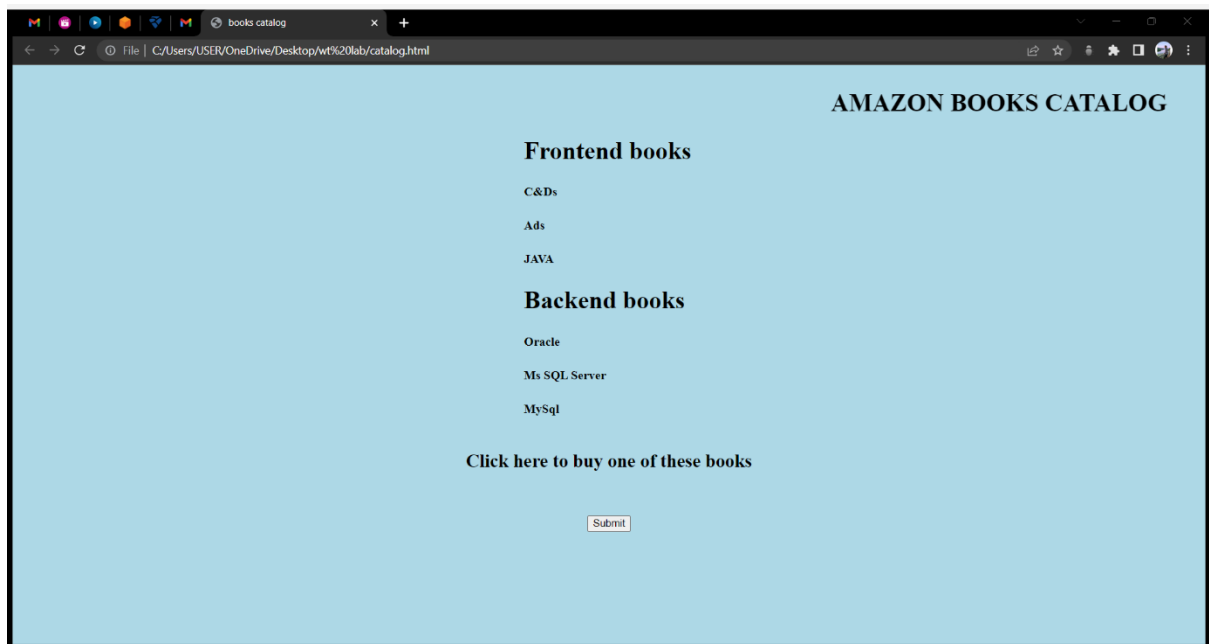 books catalog
File | C:/Users/USER/OneDrive/Desktop/wt%20lab/catalog.html
AMAZON BOOKS CATALOG
Frontend books
C&Ds
Ads
JAVA
Backend books
Oracle
Ms SQL Server
MySql
Click here to buy one of these books
Submit